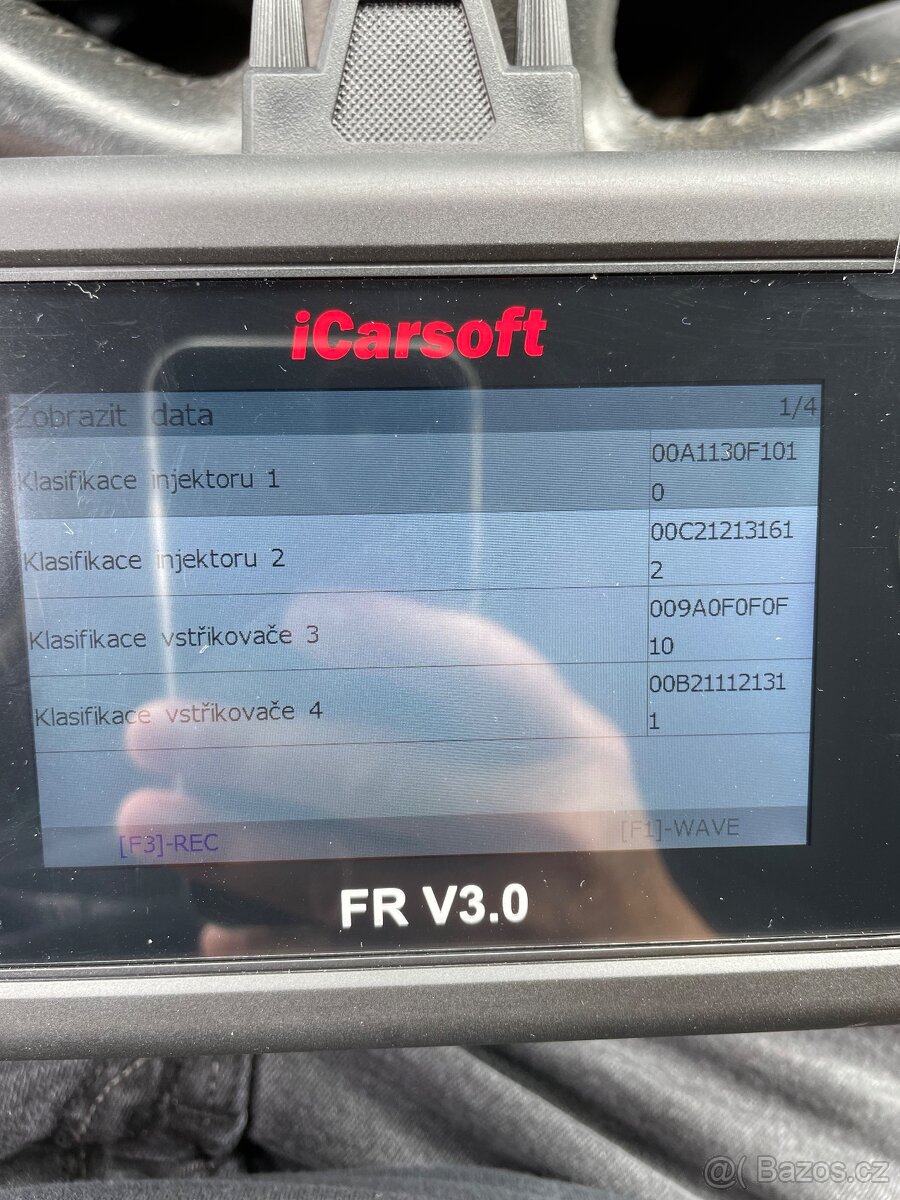 iCarsoft
Zobrazit data 1/4
Klasifikace injektoru 1 00A1130F101
0
Klasifikace injektoru 2 00C21213161
2
Klasifikace vstřikovače 3 009A0F0F0F
10
Klasifikace vstřikovače 4 00B21112131
1
[F3]-REC [F1]-WAVE
FR V3.0
@( Bazos.cz